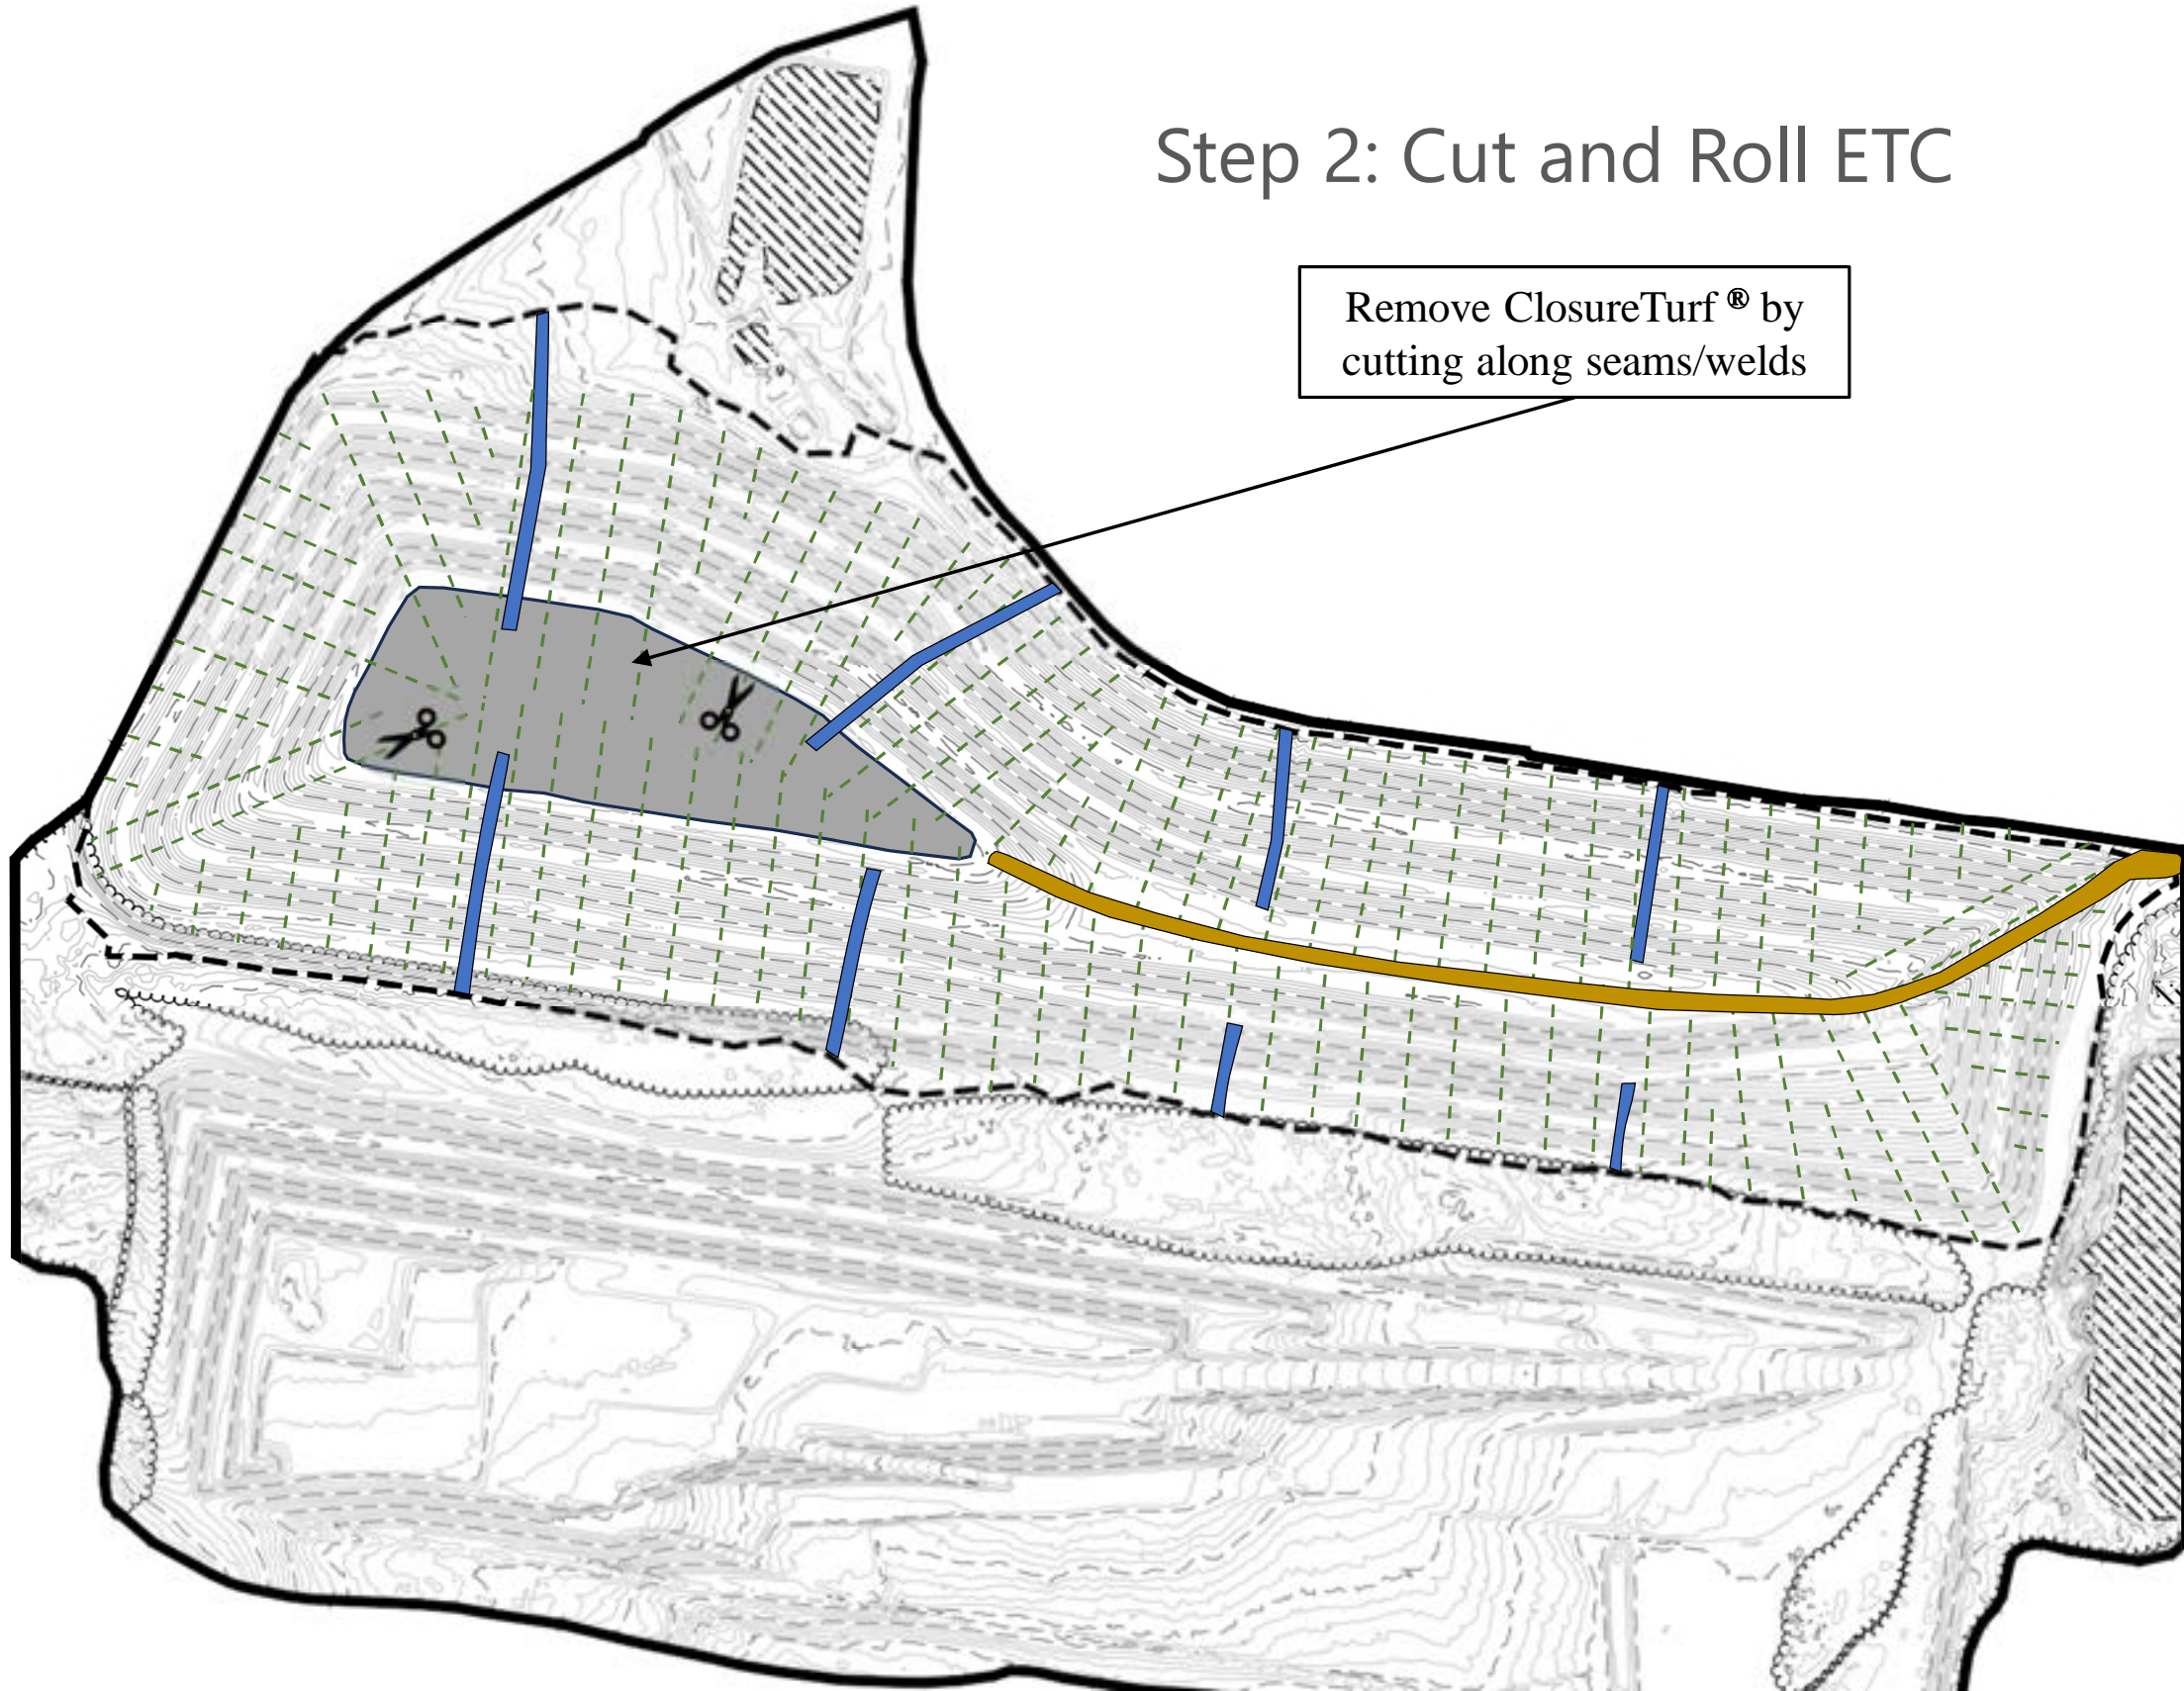 Step 2: Cut and Roll ETC
Remove ClosureTurf ® by
cutting along seams/welds